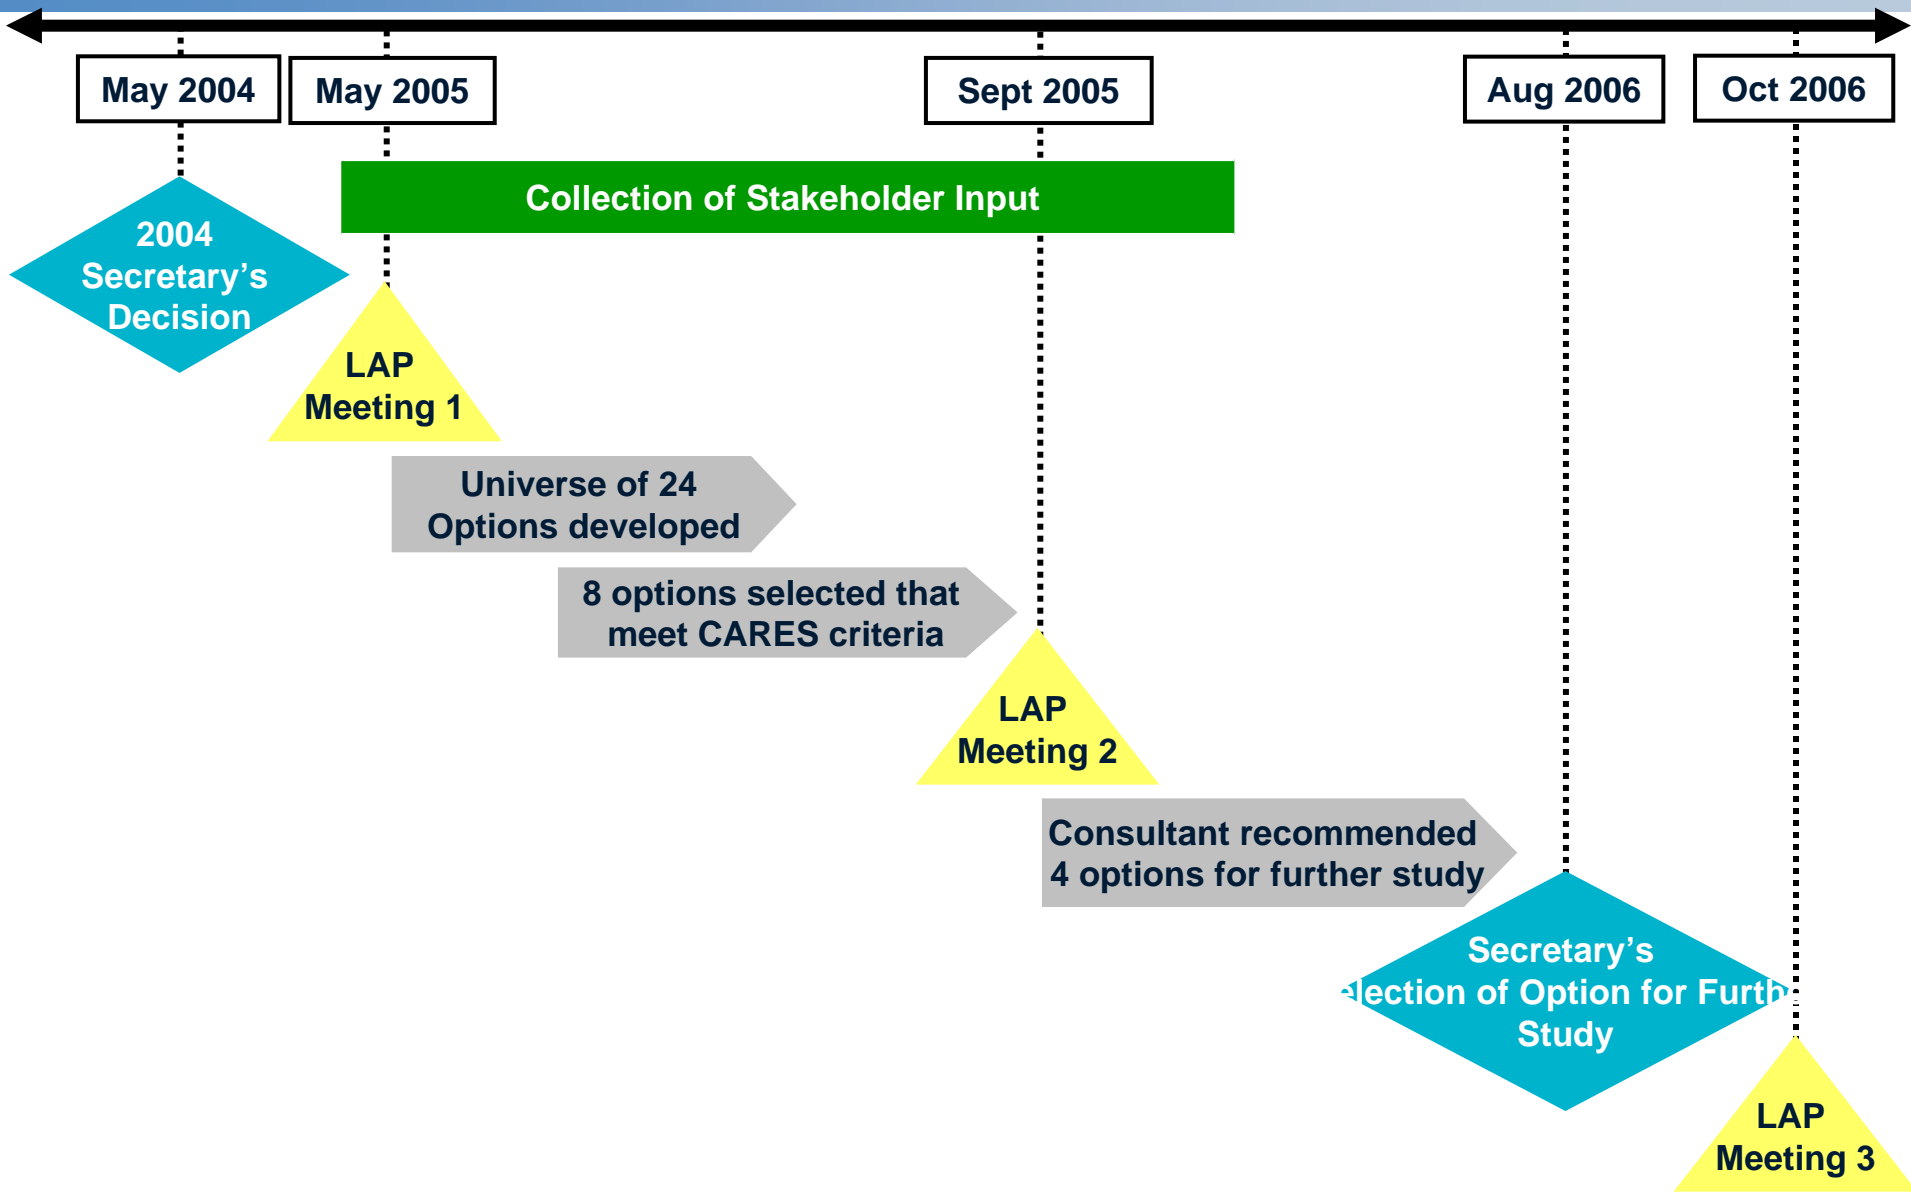 May 2004
May 2005
Sept 2005
Aug 2006
Oct 2006
Collection of Stakeholder Input
2004
Secretary’s
Decision
LAP
Meeting 1
Universe of 24
Options developed
8 options selected that
meet CARES criteria
LAP
Meeting 2
Consultant recommended
4 options for further study
Secretary’s
election of Option for Furthe
Study
LAP
Meeting 3